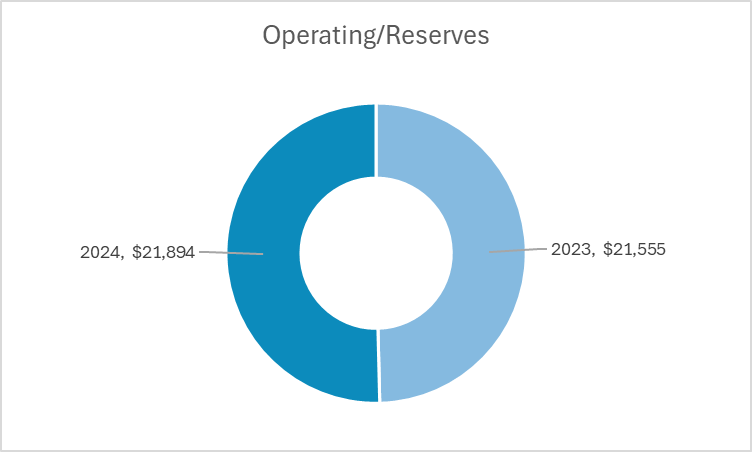 Operating/Reserves
2024, $21,894
2023, $21,555